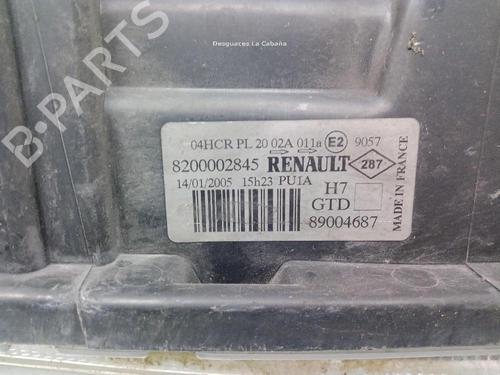 Desguaces La Cabaña
B-PARTS
04HCR PL 20 02A 011a E2 9057
8200002845 RENAULT 287
14/01/2005 15h23 PU1A H7
GTD
89004687
MADE IN FRANCE